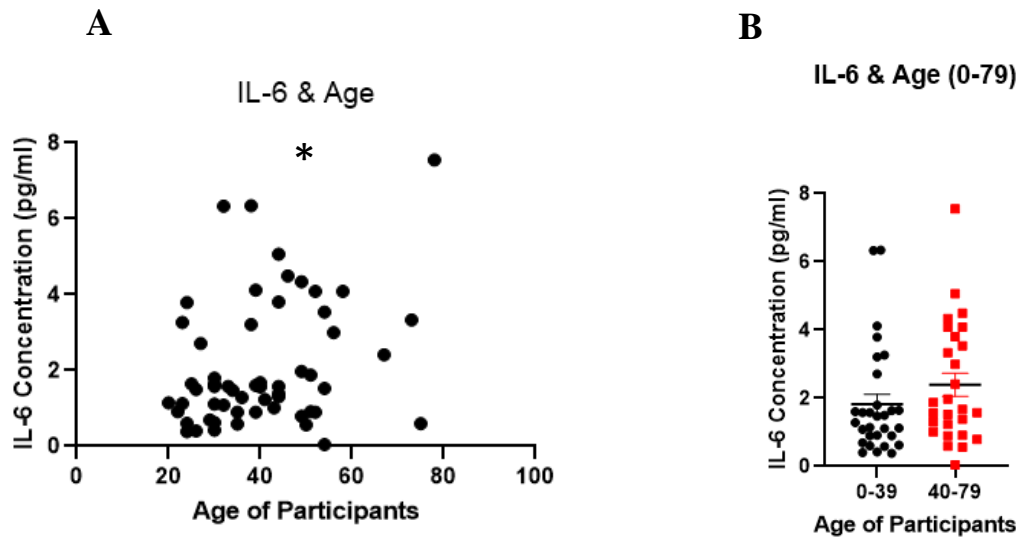 A
IL-6 & Age
*
IL-6 Concentration (pg/ml)
8
6
4
2
0
0 20 40 60 80 100
Age of Participants
B
IL-6 & Age (0-79)
IL-6 Concentration (pg/ml)
8
6
4
2
0
0-39 40-79
Age of Participants